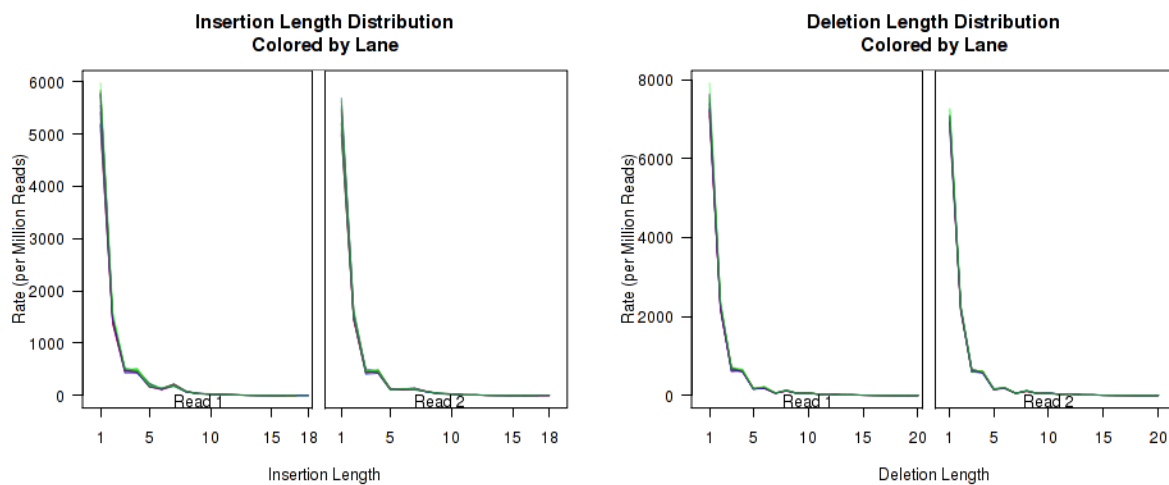 Insertion Length Distribution
Colored by Lane
Rate (per Million Reads)
6000
5000
4000
3000
2000
1000
0
Read 1
Read 2
1 5 10 15 18
1 5 10 15 18
Insertion Length
Deletion Length Distribution
Colored by Lane
Rate (per Million Reads)
8000
6000
4000
2000
0
Read 1
Read 2
1 5 10 15 20
1 5 10 15 20
Deletion Length